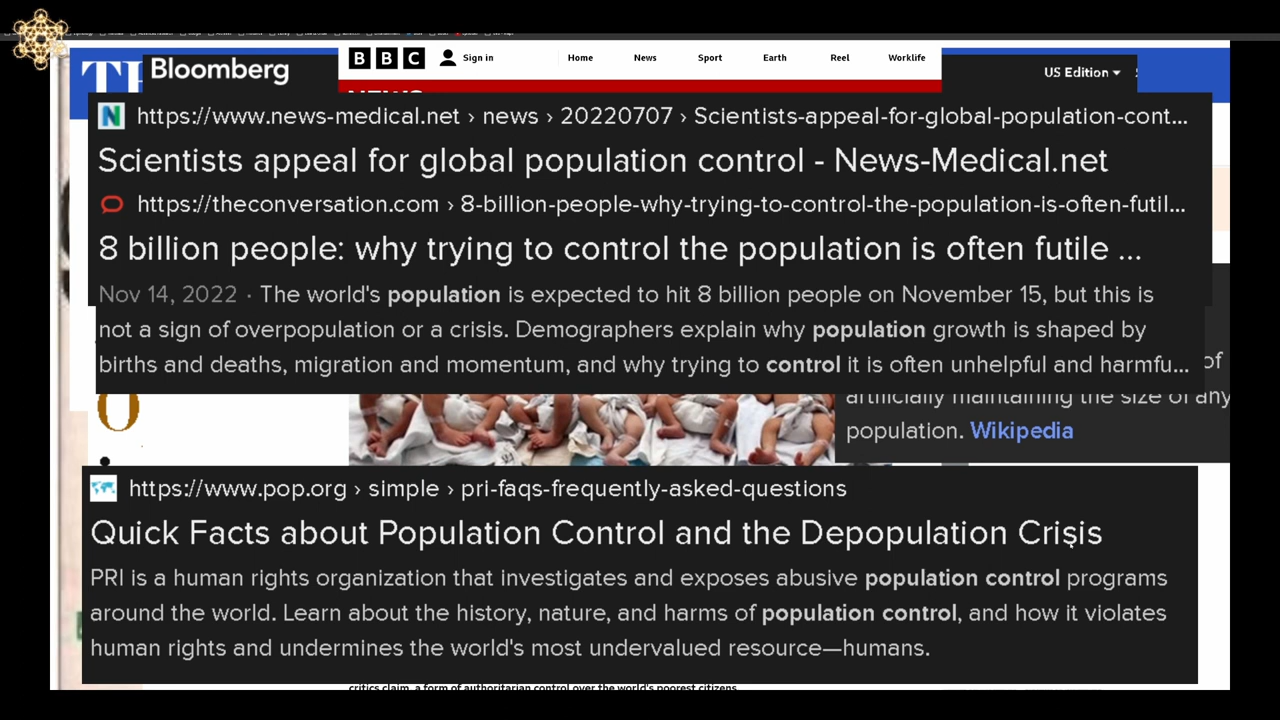 BBC Sign in Home News Sport Earth Reel Worklife
Bloomberg
US Edition
https://www.news-medical.net › news › 20220707 › Scientists-appeal-for-global-population-cont...
Scientists appeal for global population control - News-Medical.net
https://theconversation.com › 8-billion-people-why-trying-to-control-the-population-is-often-futil...
8 billion people: why trying to control the population is often futile ...
Nov 14, 2022 · The world's population is expected to hit 8 billion people on November 15, but this is
not a sign of overpopulation or a crisis. Demographers explain why population growth is shaped by
births and deaths, migration and momentum, and why trying to control it is often unhelpful and harmfu...
of
artificially maintaining the size of any
population. Wikipedia
https://www.pop.org › simple › pri-faqs-frequently-asked-questions
Quick Facts about Population Control and the Depopulation Crisis
PRI is a human rights organization that investigates and exposes abusive population control programs
around the world. Learn about the history, nature, and harms of population control, and how it violates
human rights and undermines the world's most undervalued resource—humans.
critics claim, a form of authoritarian control over the world's poorest citizens.